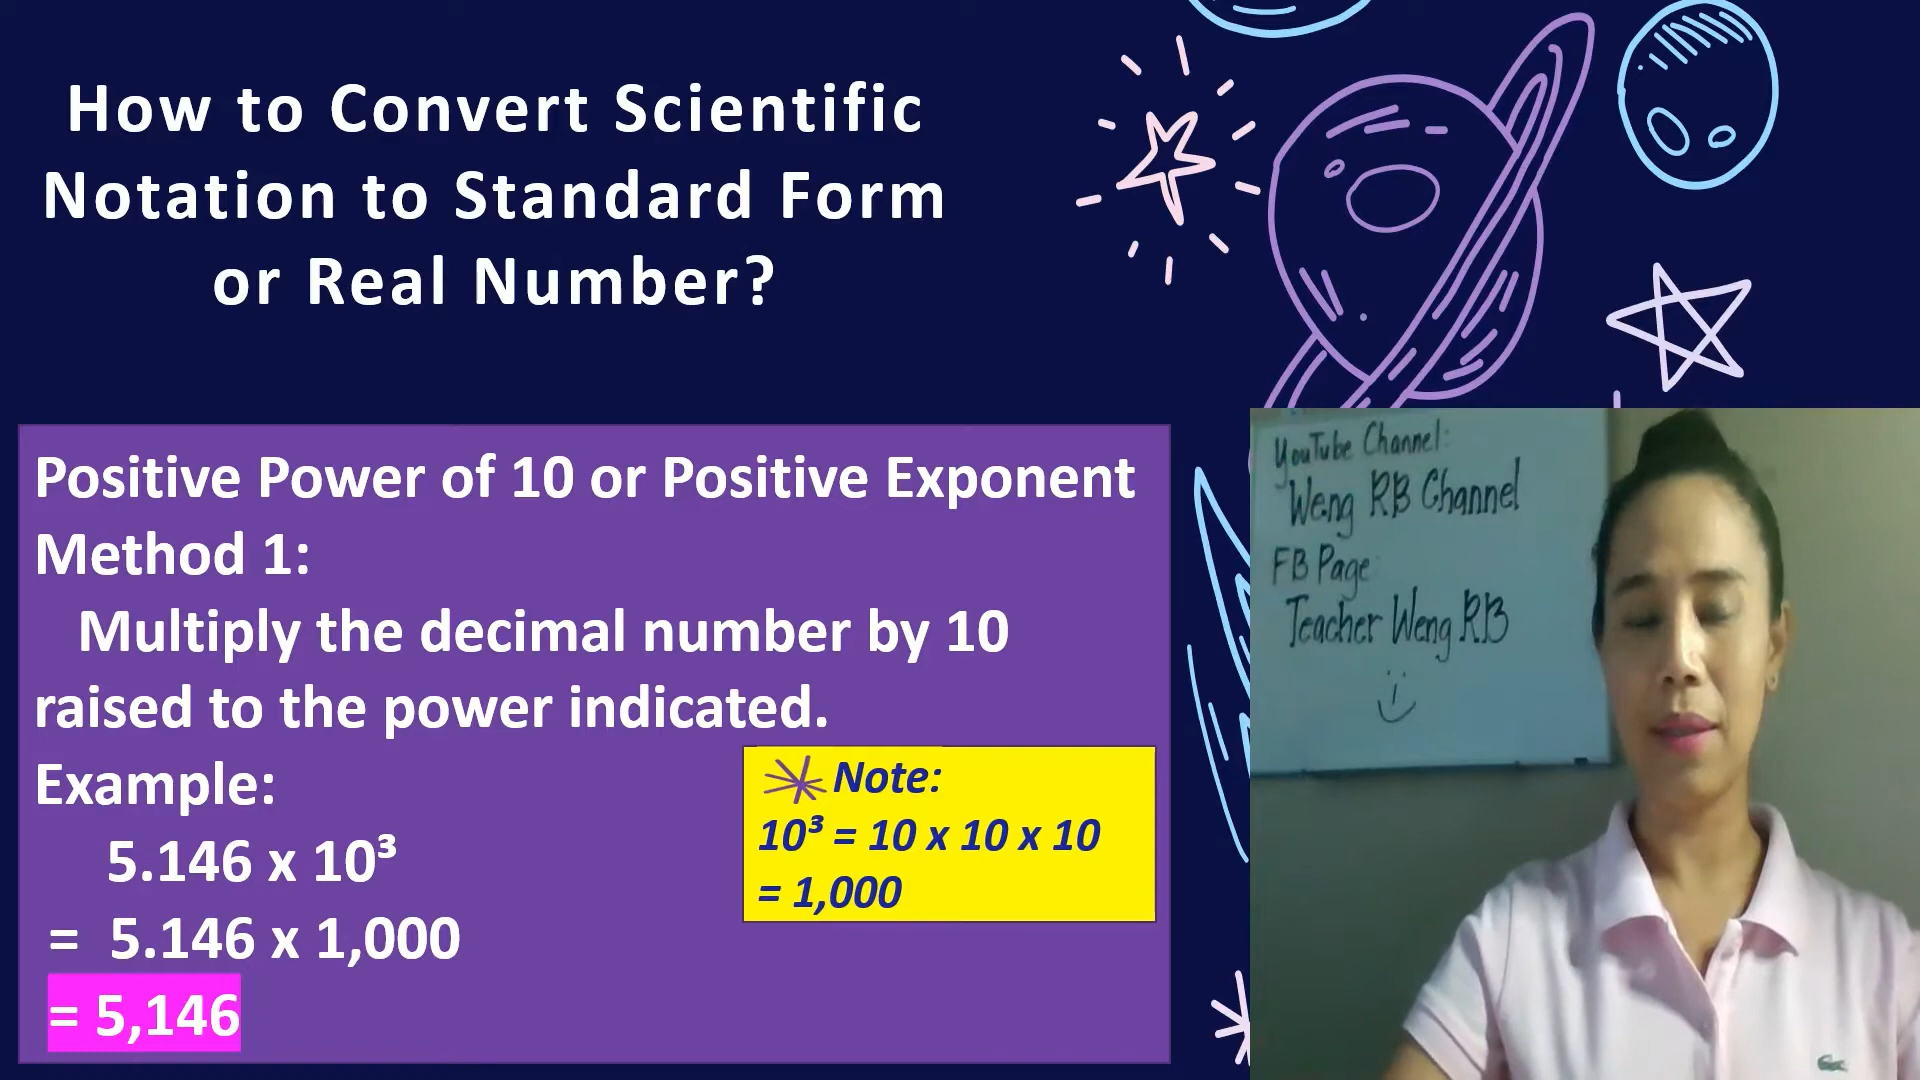 How to Convert Scientific
Notation to Standard Form
or Real Number?
Positive Power of 10 or Positive Exponent
Method 1:
Multiply the decimal number by 10
raised to the power indicated.
Example:
5.146 x 10³
= 5.146 x 1,000
= 5,146
Note:
10³ = 10 x 10 x 10
= 1,000
YouTube Channel:
Weng RB Channel
FB Page:
Teacher Weng RB